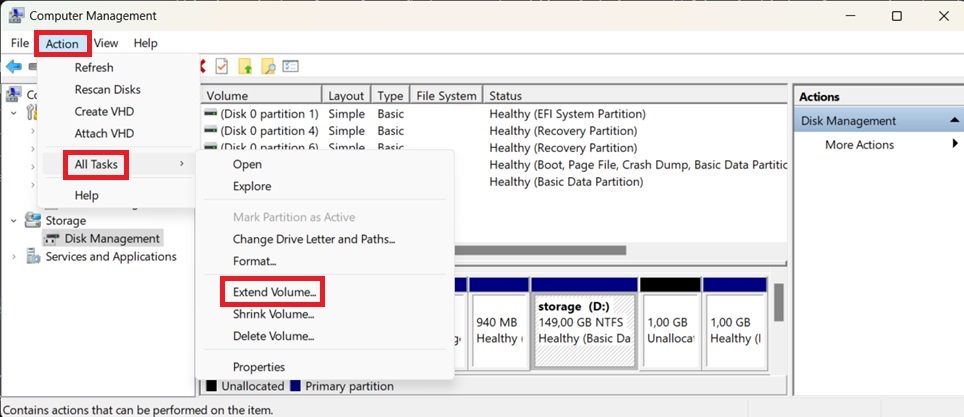 Computer Management
File Action View Help
Refresh
Rescan Disks
Create VHD
Attach VHD
All Tasks
Help
Storage
Disk Management
Services and Applications
Volume Layout Type File System Status
(Disk 0 partition 1) Simple Basic Healthy (EFI System Partition)
(Disk 0 partition 4) Simple Basic Healthy (Recovery Partition)
(Disk 0 partition 6) Simple Basic Healthy (Recovery Partition)
Healthy (Boot, Page File, Crash Dump, Basic Data Partitio
Healthy (Basic Data Partition)
Open
Explore
Mark Partition as Active
Change Drive Letter and Paths...
Format...
Extend Volume...
Shrink Volume...
Delete Volume...
Properties
940 MB
Healthy (
storage (D:)
149,00 GB NTFS
Healthy (Basic Da
1,00 GB
Unalloca
1,00 GB
Healthy (I
Unallocated Primary partition
Actions
Disk Management
More Actions
Contains actions that can be performed on the item.